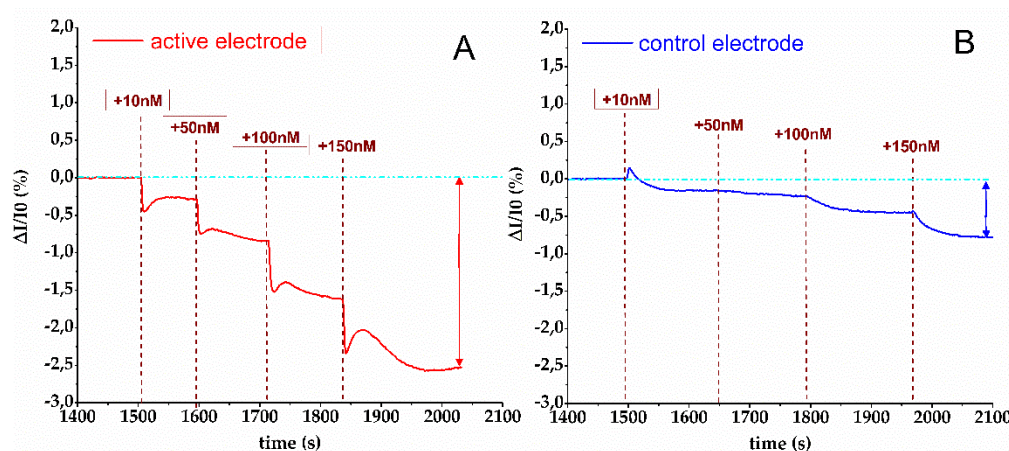 active electrode
A
2,0
1,5
1,0
0,5
0,0
-0,5
-1,0
-1,5
-2,0
-2,5
-3,0
ΔI/I0 (%)
+10nM
+50nM
+100nM
+150nM
1400 1500 1600 1700 1800 1900 2000 2100
time (s)
control electrode
B
2,0
1,5
1,0
0,5
0,0
-0,5
-1,0
-1,5
-2,0
-2,5
-3,0
ΔI/I0 (%)
+10nM
+50nM
+100nM
+150nM
1400 1500 1600 1700 1800 1900 2000 2100
time (s)